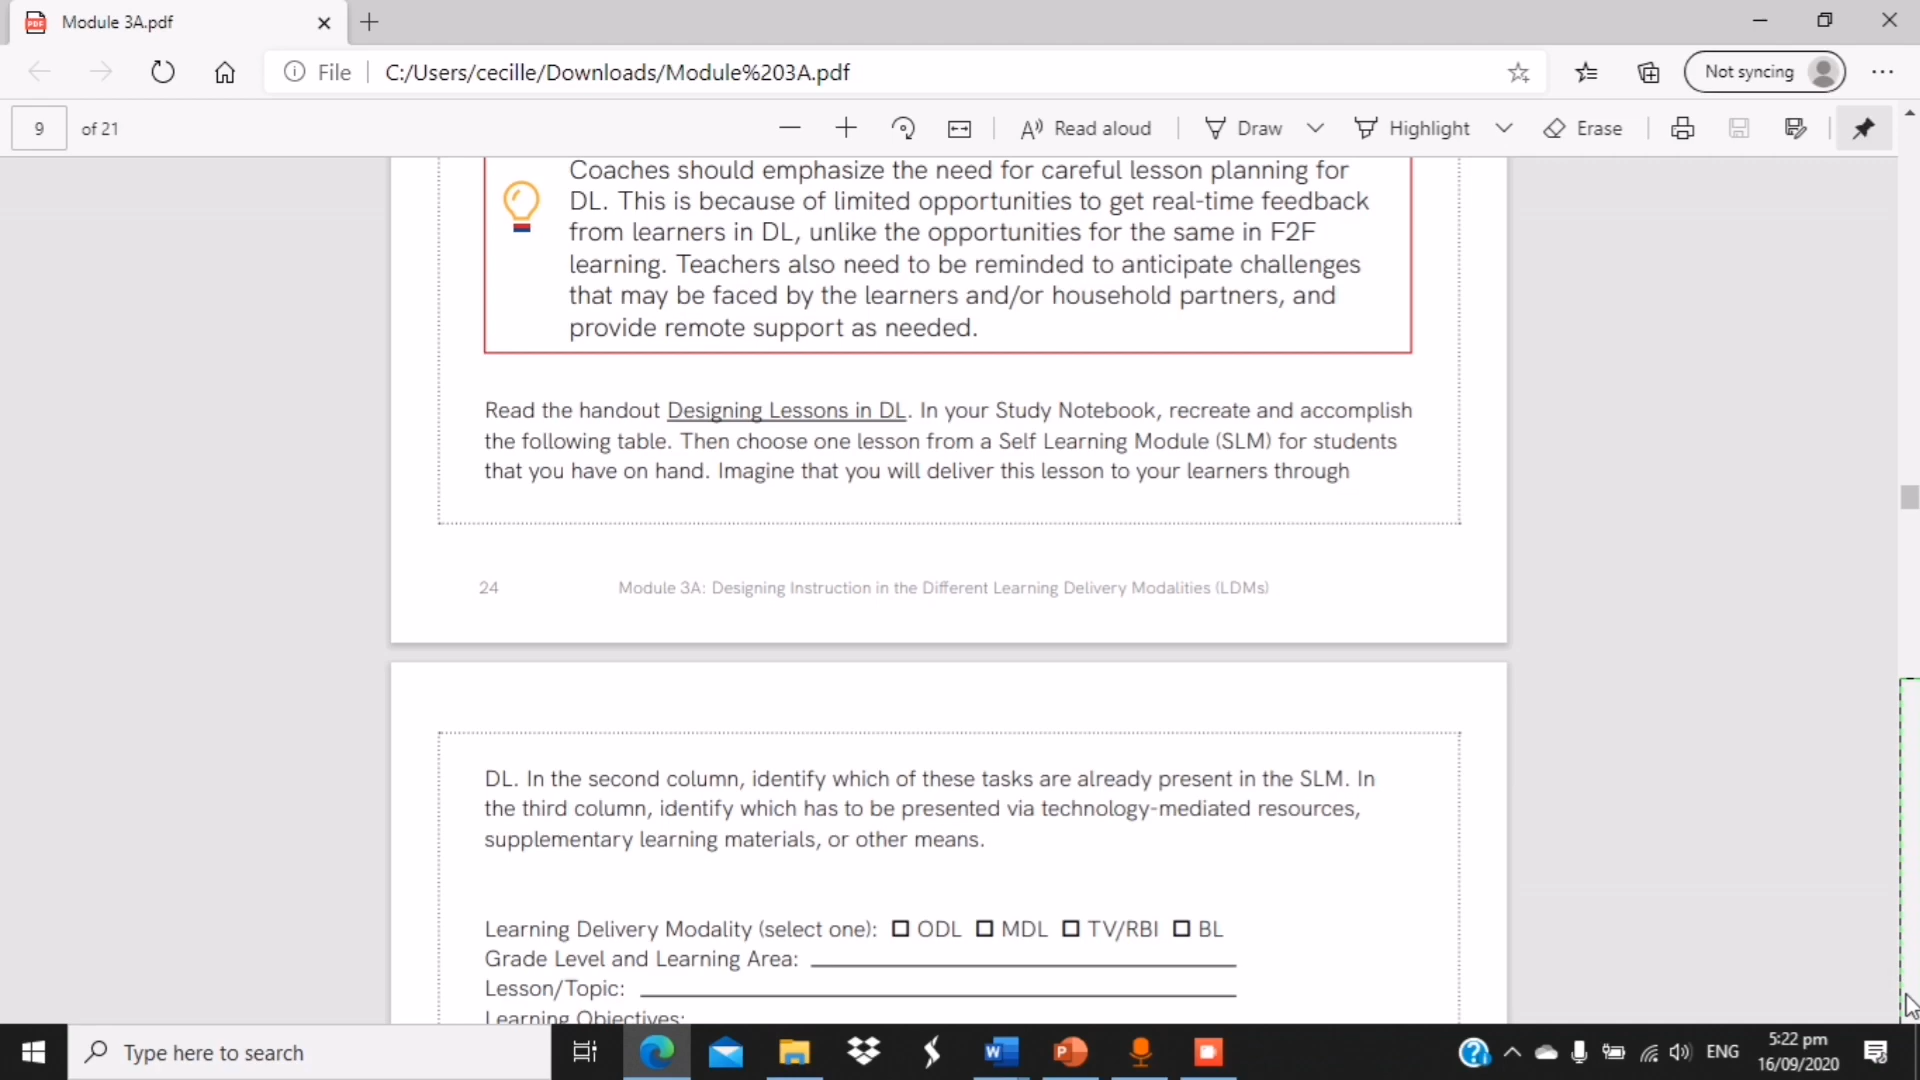 Module 3A.pdf
File
C:/Users/cecille/Downloads/Module%203A.pdf
Not syncing
9 of 21
Read aloud
Draw
Highlight
Erase
Coaches should emphasize the need for careful lesson planning for
DL. This is because of limited opportunities to get real-time feedback
from learners in DL, unlike the opportunities for the same in F2F
learning. Teachers also need to be reminded to anticipate challenges
that may be faced by the learners and/or household partners, and
provide remote support as needed.
Read the handout Designing Lessons in DL. In your Study Notebook, recreate and accomplish
the following table. Then choose one lesson from a Self Learning Module (SLM) for students
that you have on hand. Imagine that you will deliver this lesson to your learners through
24 Module 3A: Designing Instruction in the Different Learning Delivery Modalities (LDMs)
DL. In the second column, identify which of these tasks are already present in the SLM. In
the third column, identify which has to be presented via technology-mediated resources,
supplementary learning materials, or other means.
Learning Delivery Modality (select one): ☐ ODL ☐ MDL ☐ TV/RBI ☐ BL
Grade Level and Learning Area:
Lesson/Topic:
Learning Objectives:
Type here to search
ENG
5:22 pm
16/09/2020